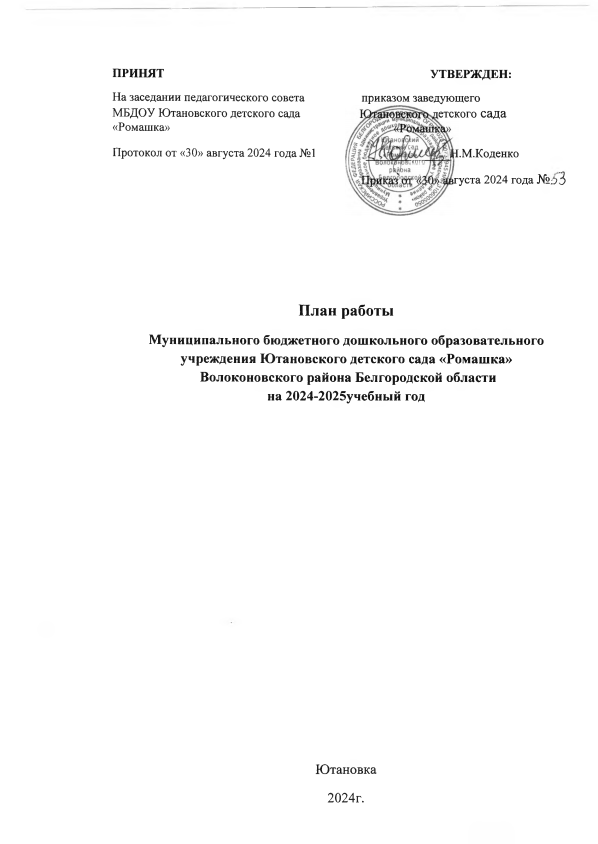 ПРИНЯТ
УТВЕРЖДЕН:
На заседании педагогического совета
МБДОУ Ютановского детского сада
«Ромашка»
Протокол от «30» августа 2024 года №1
приказом заведующего
Ютановского детского сада
«Ромашка»
Н.М.Коденко
Приказ от «30» августа 2024 года №53
План работы
Муниципального бюджетного дошкольного образовательного
учреждения Ютановского детского сада «Ромашка»
Волоконовского района Белгородской области
на 2024-2025учебный год
Ютановка
2024г.